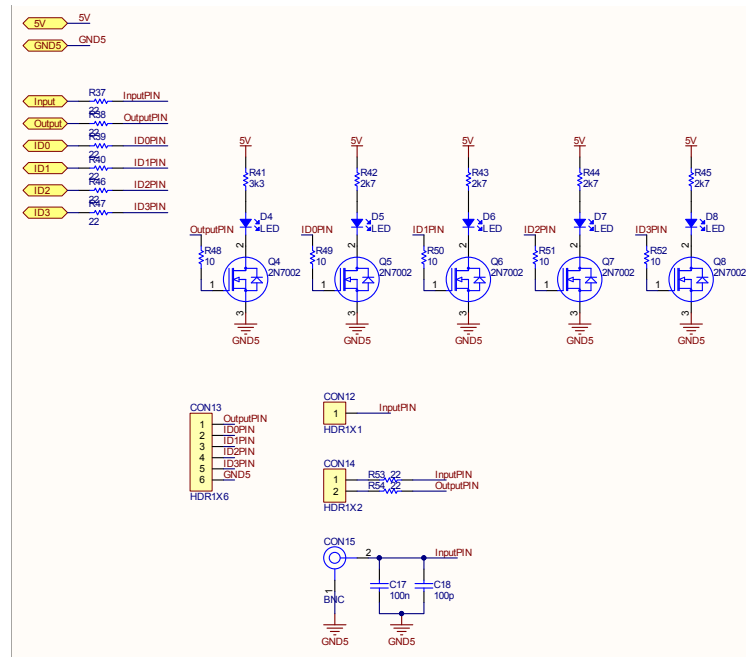 5V 5V
GND5 GND5
Input R37 22 InputPIN
Output R38 22 OutputPIN
ID0 R39 22 ID0PIN
ID1 R40 22 ID1PIN
ID2 R46 22 ID2PIN
ID3 R47 22 ID3PIN
5V 5V 5V 5V 5V
R41 R42 R43 R44 R45
3k3 2k7 2k7 2k7 2k7
D4 D5 D6 D7 D8
LED LED LED LED LED
OutputPIN ID0PIN ID1PIN ID2PIN ID3PIN
2 2 2 2 2
R48 R49 R50 R51 R52
10 10 10 10 10
Q4 Q5 Q6 Q7 Q8
2N7002 2N7002 2N7002 2N7002 2N7002
1 1 1 1 1
3 3 3 3 3
GND5 GND5 GND5 GND5 GND5
CON13
1 OutputPIN
2 ID0PIN
3 ID1PIN
4 ID2PIN
5 ID3PIN
6 GND5
HDR1X6
CON12
1 InputPIN
HDR1X1
CON14
1 R53 22 InputPIN
2 R54 22 OutputPIN
HDR1X2
CON15
2 InputPIN
C17 C18
100n 100p
1
BNC
GND5 GND5